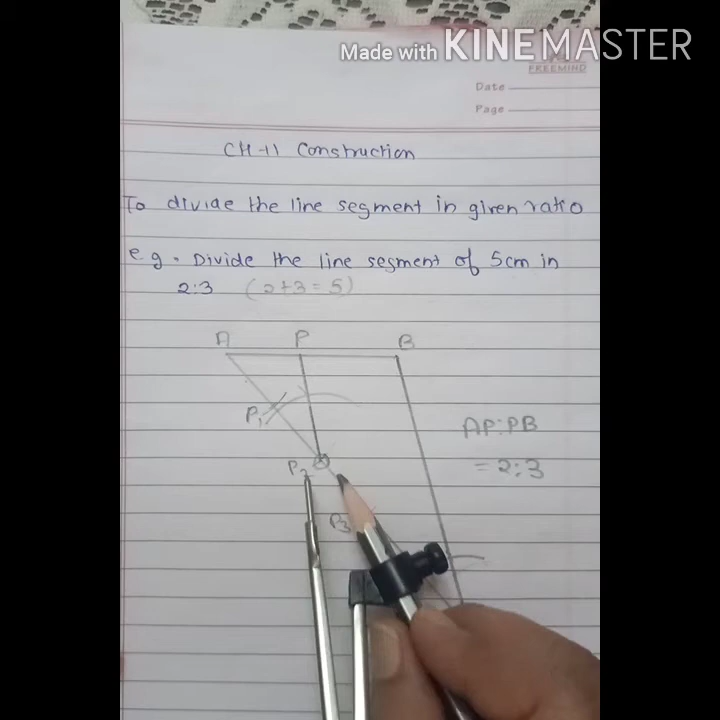 Made with KINEMASTER
FREEMIND
Date
Page
CH-11 Construction
To divide the line segment in given ratio
e.g. Divide the line segment of 5cm in
2:3 (2+3=5)
A P B
P1
AP:PB
P2
= 2:3
P3